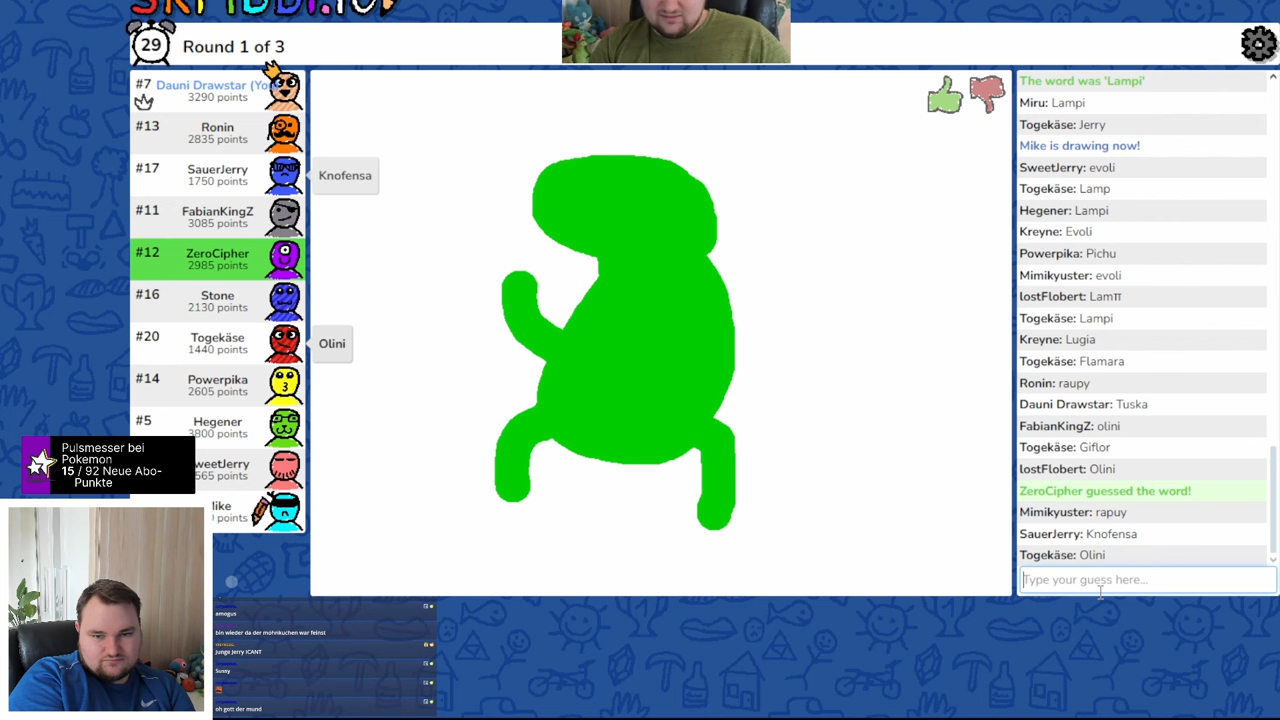 SKRIBBL.IO
29
Round 1 of 3
#7 Dauni Drawstar (You)
3290 points
#13 Ronin
2835 points
#17 SauerJerry
1750 points
Knofensa
#11 FabianKingZ
3085 points
#12 ZeroCipher
2985 points
#16 Stone
2130 points
#20 Togekäse
1440 points
Olini
#14 Powerpika
2605 points
#5 Hegener
3800 points
weetJerry
565 points
like
points
Pulsmesser bei
Pokemon
15 / 92 Neue Abo-
Punkte
The word was 'Lampi'
Miru: Lampi
Togekäse: Jerry
Mike is drawing now!
SweetJerry: evoli
Togekäse: Lamp
Hegener: Lampi
Kreyne: Evoli
Powerpika: Pichu
Mimikyuster: evoli
lostFlobert: Lamπ
Togekäse: Lampi
Kreyne: Lugia
Togekäse: Flamara
Ronin: raupy
Dauni Drawstar: Tuska
FabianKingZ: olini
Togekäse: Giflor
lostFlobert: Olini
ZeroCipher guessed the word!
Mimikyuster: rapuy
SauerJerry: Knofensa
Togekäse: Olini
Type your guess here...
amogus
bin wieder da der mohnkuchen war feinst
Junge Jerry ICANT
Sussy
oh gott der mund